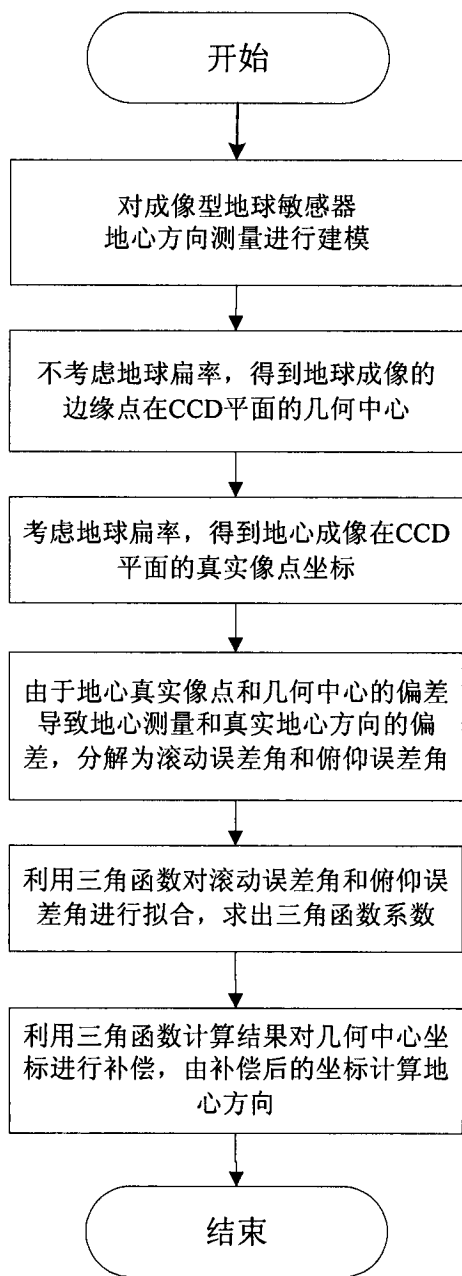 开始
对成像型地球敏感器
地心方向测量进行建模
不考虑地球扁率，得到地球成像的
边缘点在CCD平面的几何中心
考虑地球扁率，得到地心成像在CCD
平面的真实像点坐标
由于地心真实像点和几何中心的偏差
导致地心测量和真实地心方向的偏
差，分解为滚动误差角和俯仰误差角
利用三角函数对滚动误差角和俯仰误
差角进行拟合，求出三角函数系数
利用三角函数计算结果对几何中心坐
标进行补偿，由补偿后的坐标计算地
心方向
结束